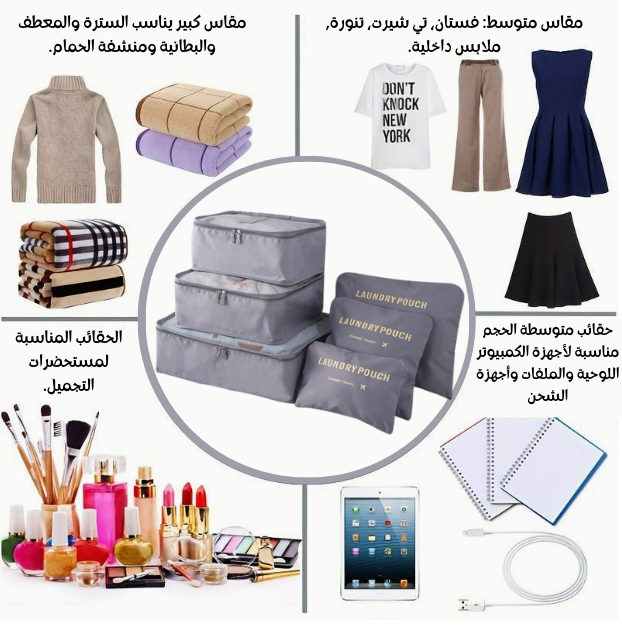 مقاس متوسط: فستان، تي شيرت، تنورة،
ملابس داخلية.
مقاس كبير يناسب السترة والمعطف
والبطانية ومنشفة الحمام.
DON'T
KNOCK
NEW
YORK
LAUNDRY POUCH
LAUNDRY POUCH
LAUNDRY POUCH
حقائب متوسطة الحجم
مناسبة لأجهزة الكمبيوتر
اللوحية والملفات وأجهزة
الشحن
الحقائب المناسبة
لمستحضرات
التجميل.